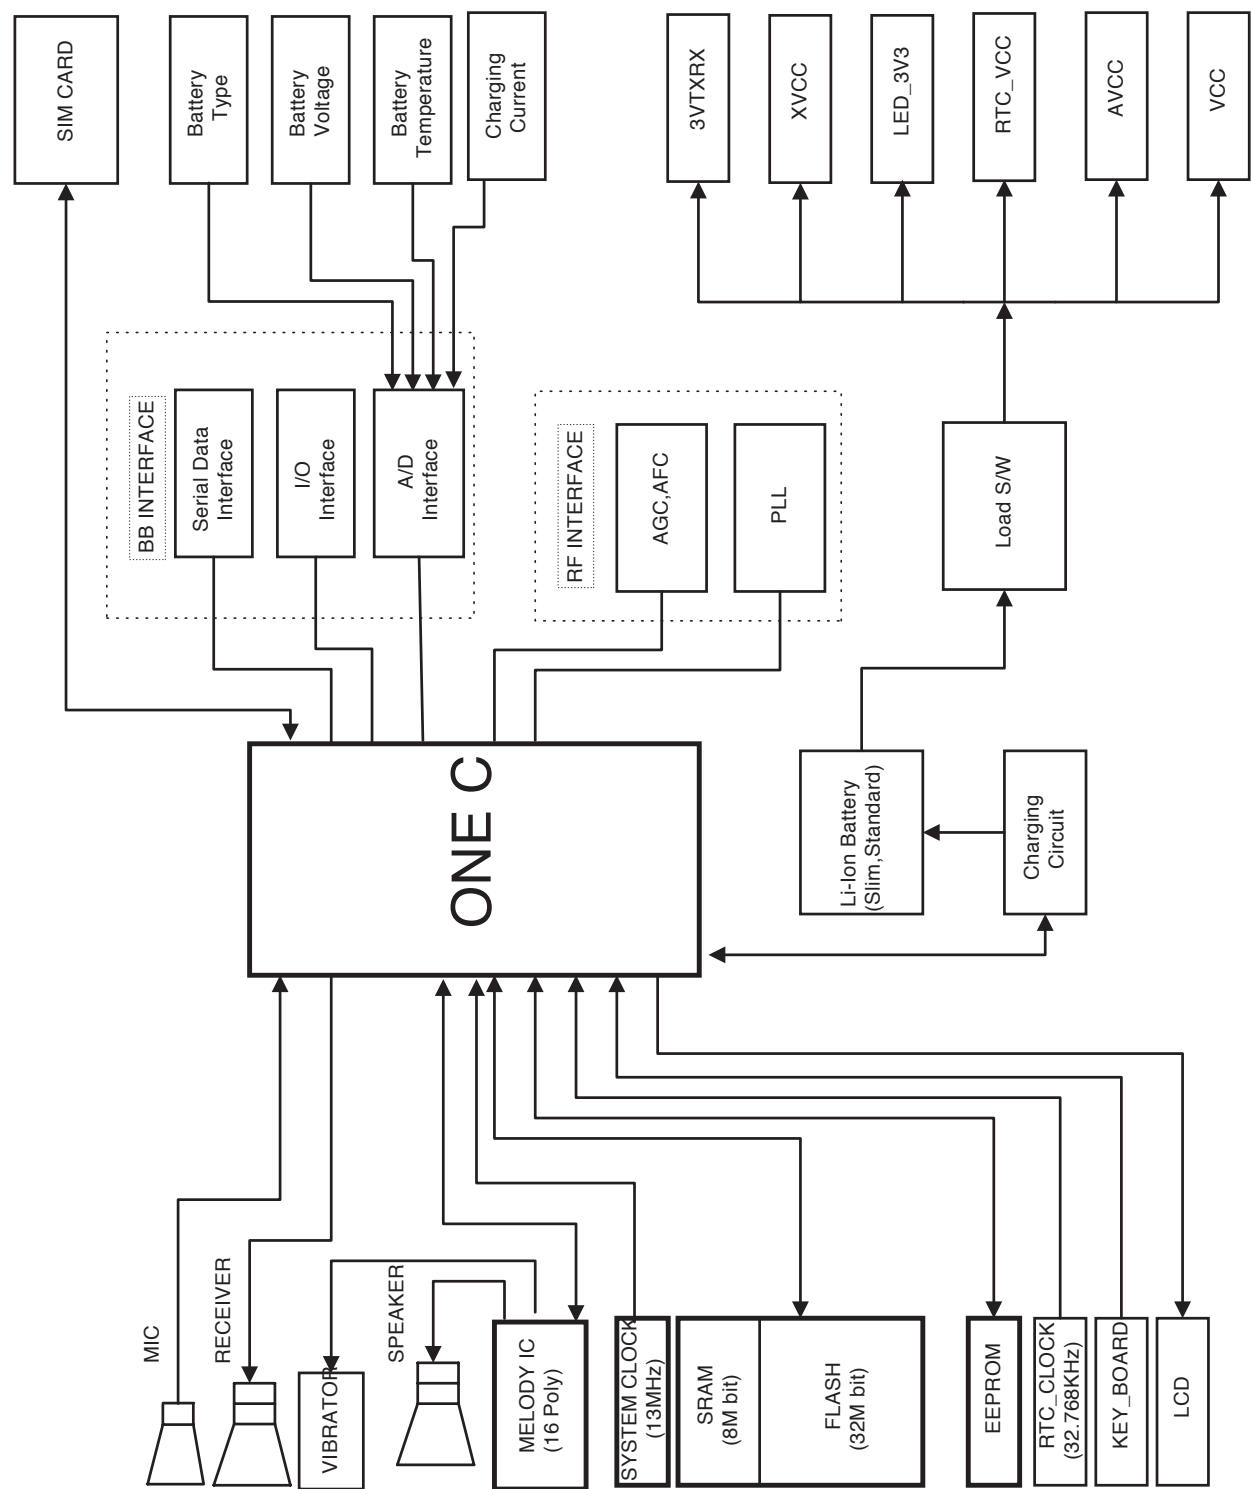 SIM CARD
Battery
Type
Battery
Voltage
Battery
Temperature
Charging
Current
3VTXRX
XVCC
LED_3V3
RTC_VCC
AVCC
VCC
BB INTERFACE
Serial Data
Interface
I/O
Interface
A/D
Interface
RF INTERFACE
AGC,AFC
PLL
Load S/W
ONE C
Li-Ion Battery
(Slim,Standard)
Charging
Circuit
MIC
RECEIVER
VIBRATOR
SPEAKER
MELODY IC
(16 Poly)
SYSTEM CLOCK
(13MHz)
SRAM
(8M bit)
FLASH
(32M bit)
EEPROM
RTC_CLOCK
(32.768KHz)
KEY_BOARD
LCD